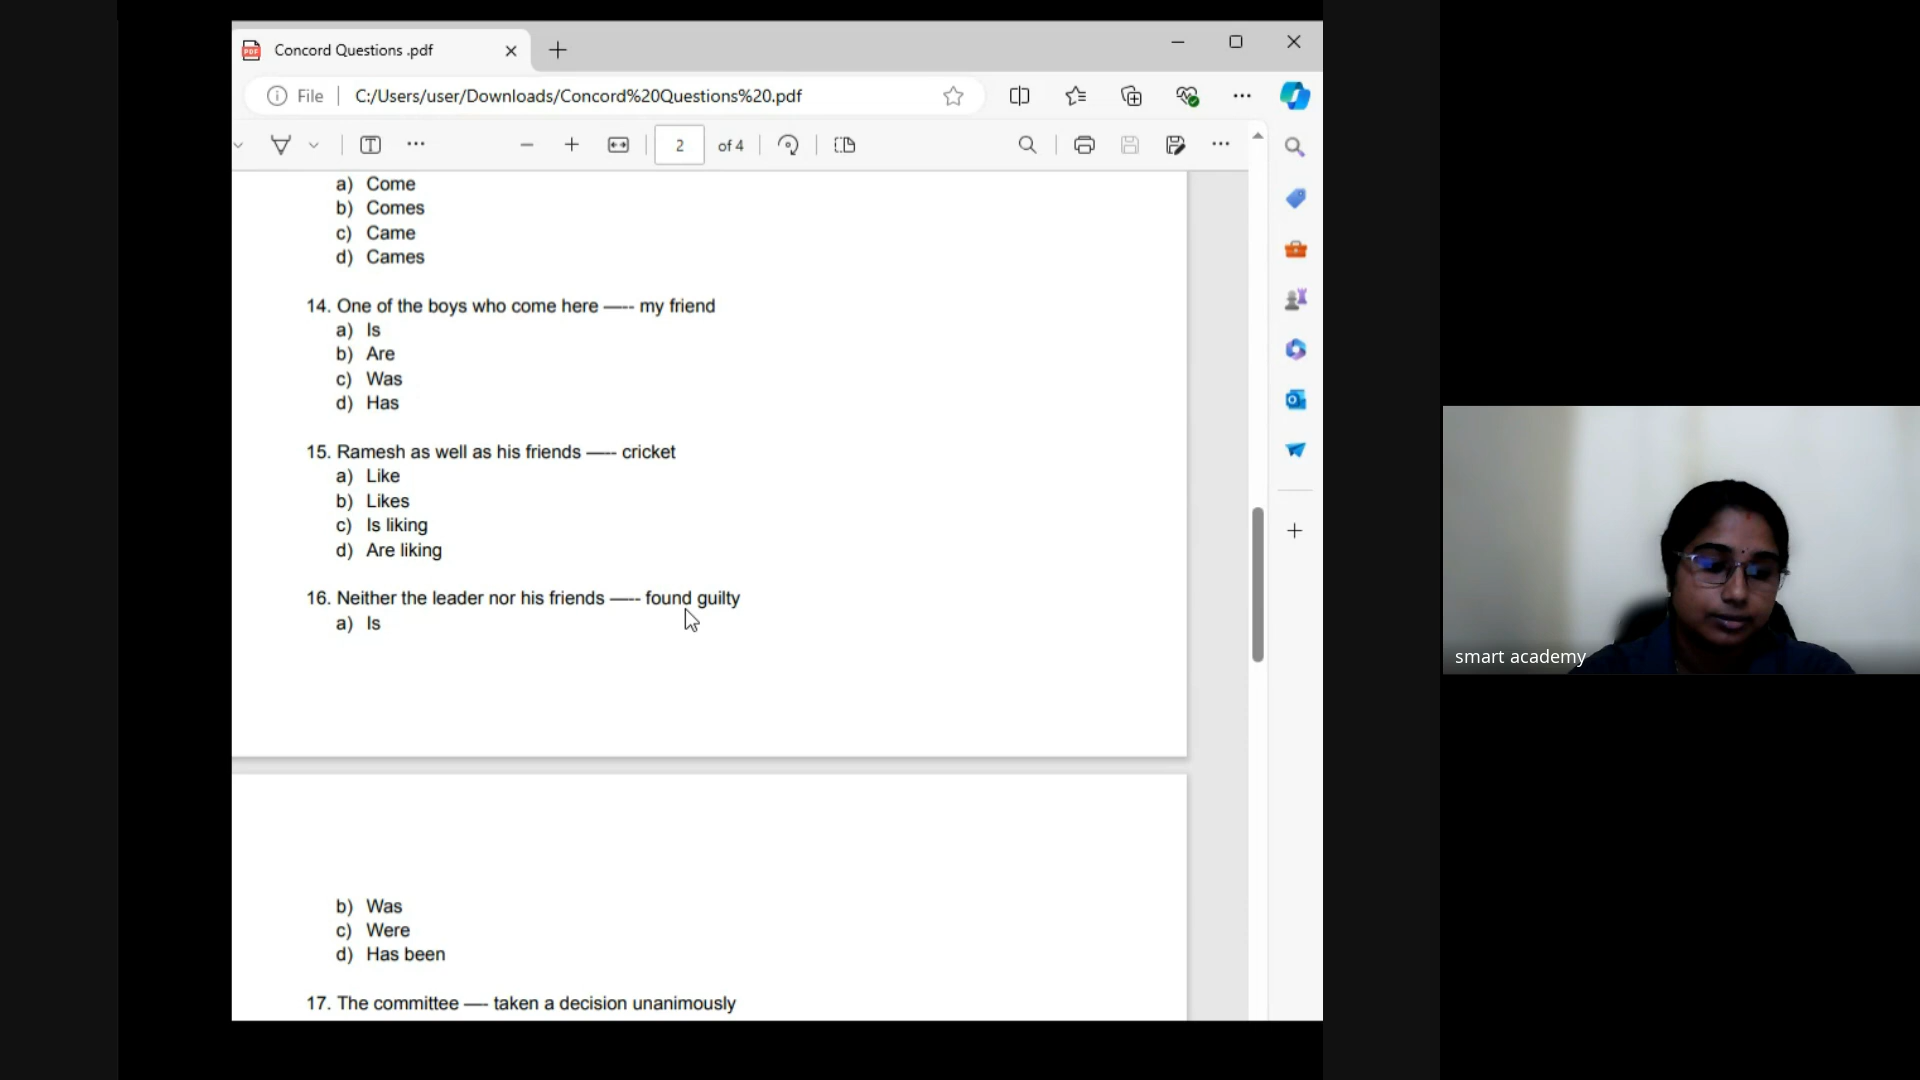 Concord Questions .pdf
File
C:/Users/user/Downloads/Concord%20Questions%20.pdf
2 of 4
a) Come
b) Comes
c) Came
d) Cames
14. One of the boys who come here —-- my friend
a) Is
b) Are
c) Was
d) Has
15. Ramesh as well as his friends —-- cricket
a) Like
b) Likes
c) Is liking
d) Are liking
16. Neither the leader nor his friends —-- found guilty
a) Is
b) Was
c) Were
d) Has been
17. The committee —- taken a decision unanimously
smart academy